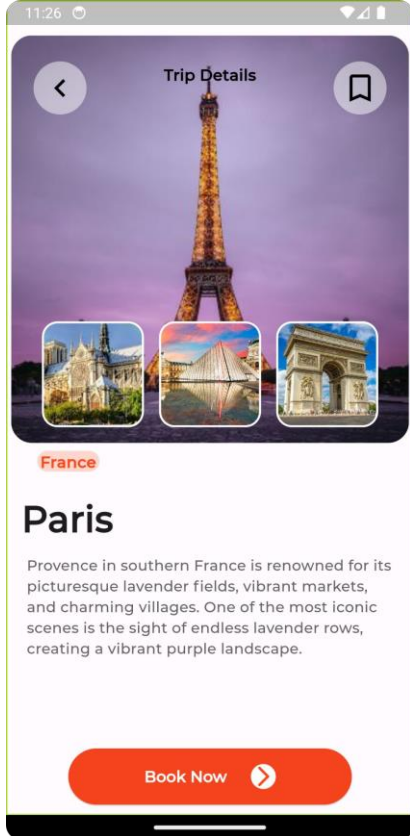 11:26
Trip Details
France
Paris
Provence in southern France is renowned for its
picturesque lavender fields, vibrant markets,
and charming villages. One of the most iconic
scenes is the sight of endless lavender rows,
creating a vibrant purple landscape.
Book Now